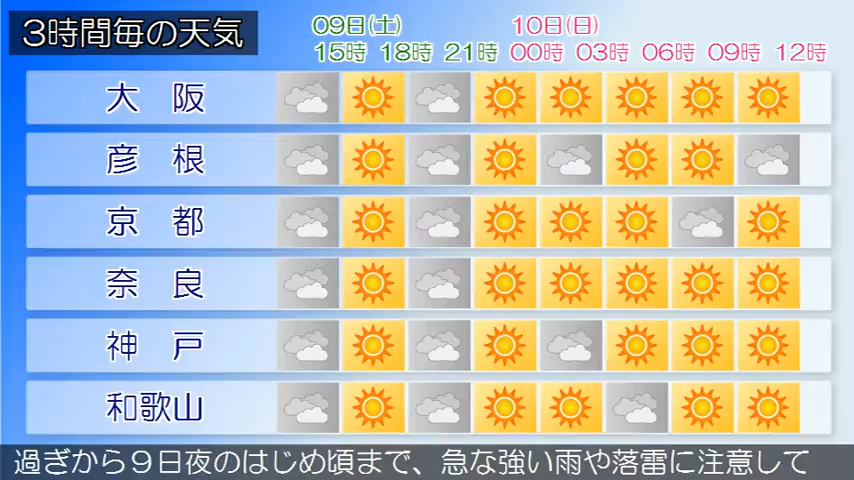 3時間毎の天気
09日(土) 10日(日)
15時 18時 21時 00時 03時 06時 09時 12時
大 阪
彦 根
京 都
奈 良
神 戸
和歌山
過ぎから９日夜のはじめ頃まで、急な強い雨や落雷に注意して